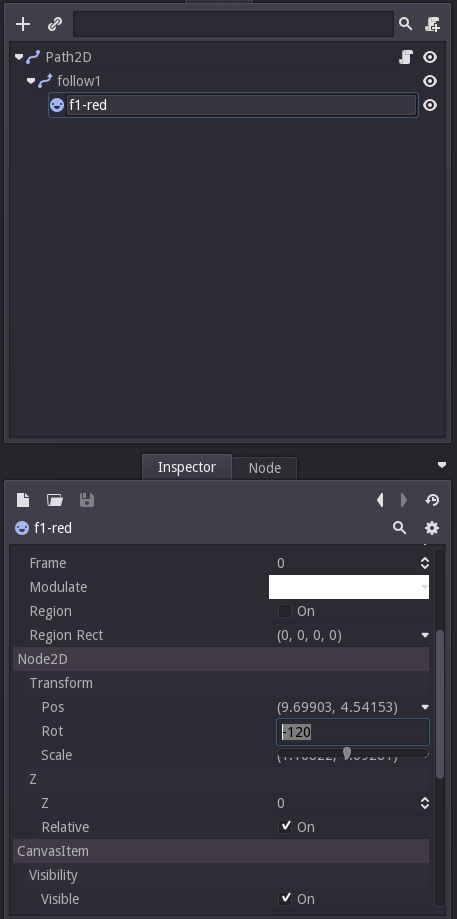 Path2D
follow1
f1-red
Inspector Node
f1-red
Frame 0
Modulate
Region On
Region Rect (0, 0, 0, 0)
Node2D
Transform
Pos (9.69903, 4.54153)
Rot -120
Scale
Z
Z 0
Relative On
CanvasItem
Visibility
Visible On